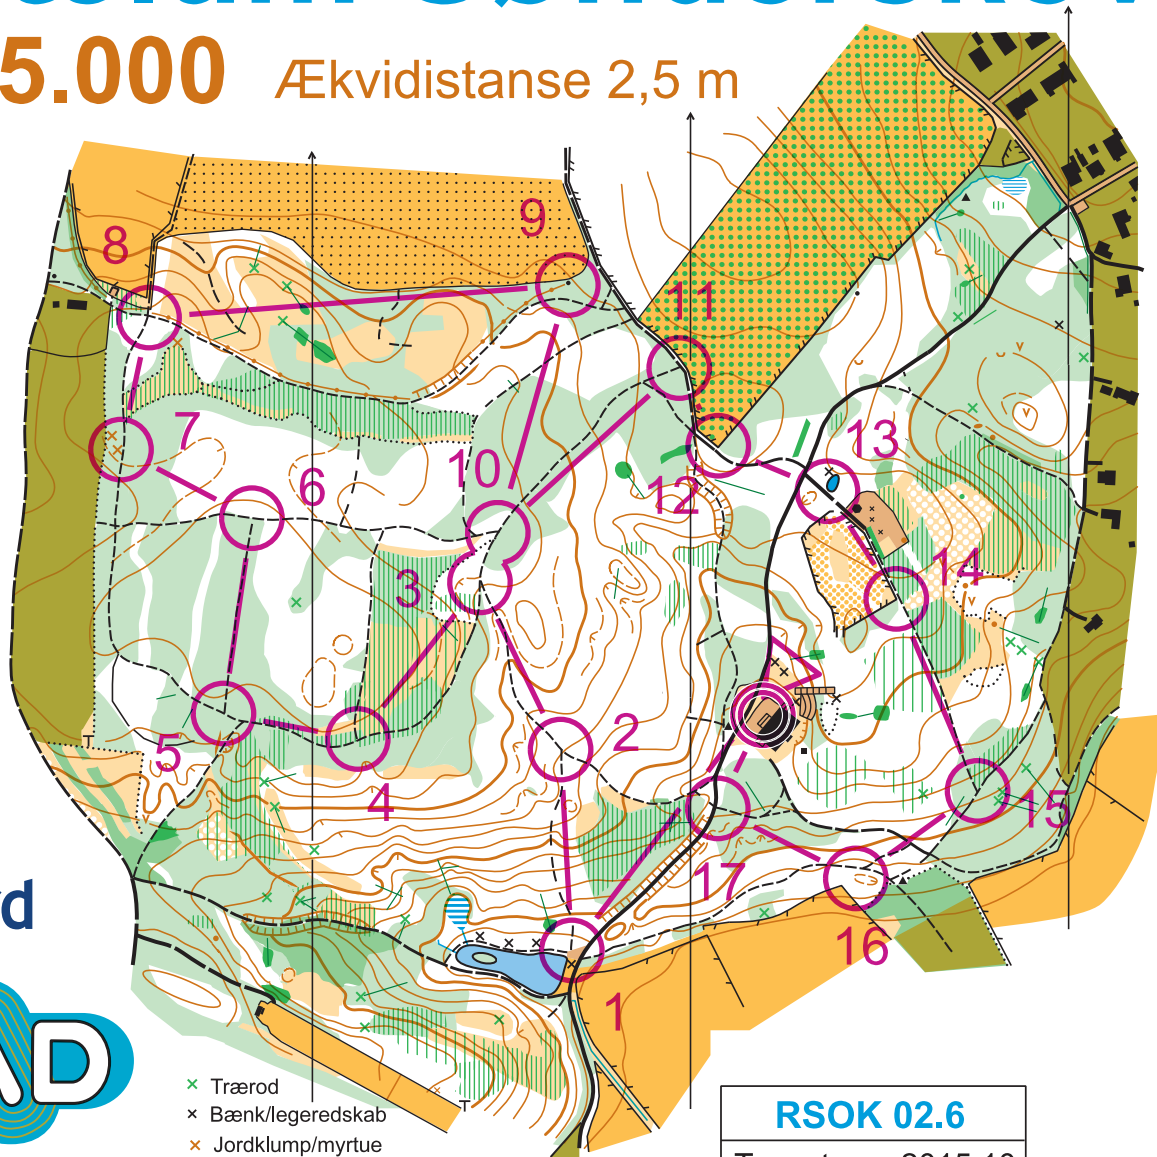 5.000
Ækvidistanse 2,5 m
9
8
11
7
13
10
6
12
14
3
2
5
4
15
17
d
16
1
D
× Trærod
× Bænk/legeredskab
× Jordklump/myrtue
RSOK 02.6